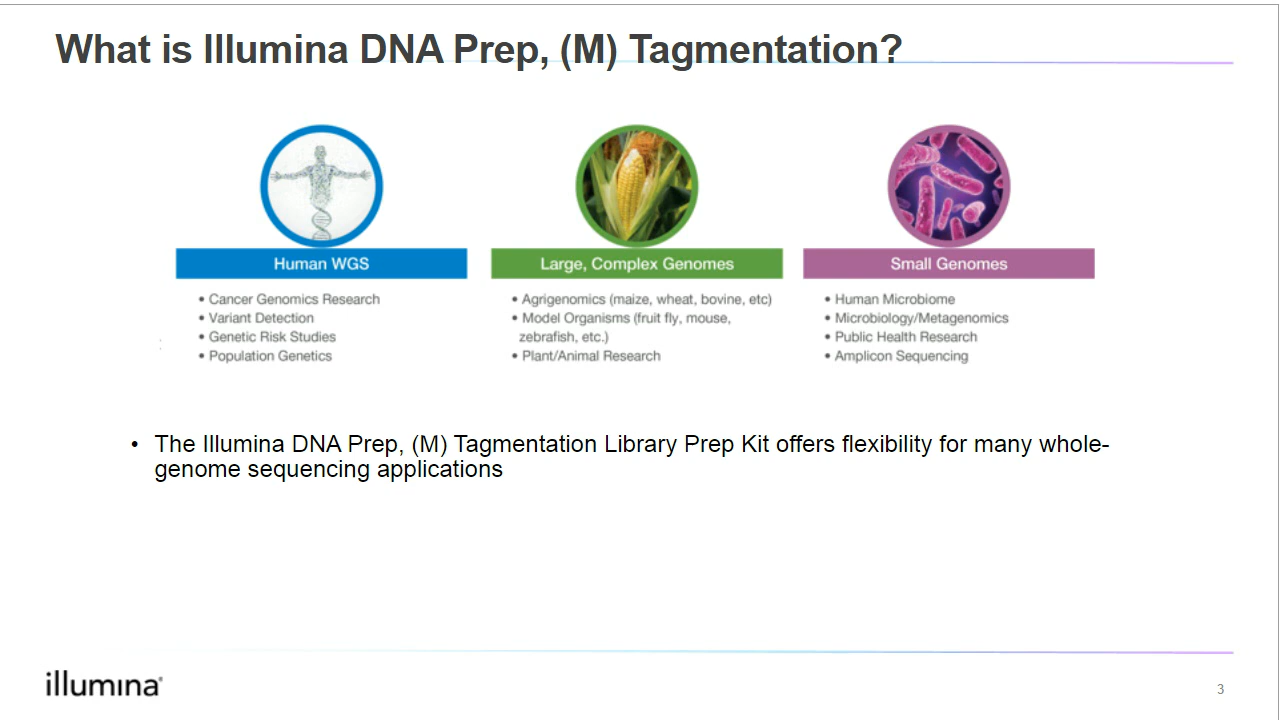 What is Illumina DNA Prep, (M) Tagmentation?
Human WGS
• Cancer Genomics Research
• Variant Detection
• Genetic Risk Studies
• Population Genetics
Large, Complex Genomes
• Agrigenomics (maize, wheat, bovine, etc)
• Model Organisms (fruit fly, mouse,
zebrafish, etc.)
• Plant/Animal Research
Small Genomes
• Human Microbiome
• Microbiology/Metagenomics
• Public Health Research
• Amplicon Sequencing
• The Illumina DNA Prep, (M) Tagmentation Library Prep Kit offers flexibility for many whole-
genome sequencing applications
illumina®
3